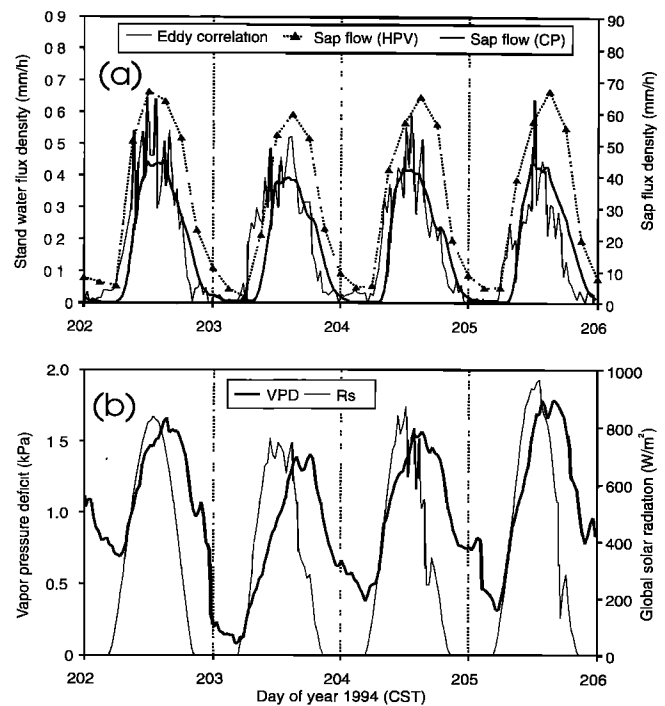 Eddy correlation Sap flow (HPV) Sap flow (CP)
(a)
Stand water flux density (mm/h)
0 9
0 8
0 7
0 6
0 5
0 4
0 3
0 2
0 1
0
Sap flux density (mm/h)
90
80
70
60
50
40
30
20
10
0
202 203 204 205 206
VPD Rs
(b)
Vapor pressure deficit (kPa)
2.0
1.5
1.0
0.5
0
Global solar radiation (W/m²)
1000
800
600
400
200
0
202 203 204 205 206
Day of year 1994 (CST)